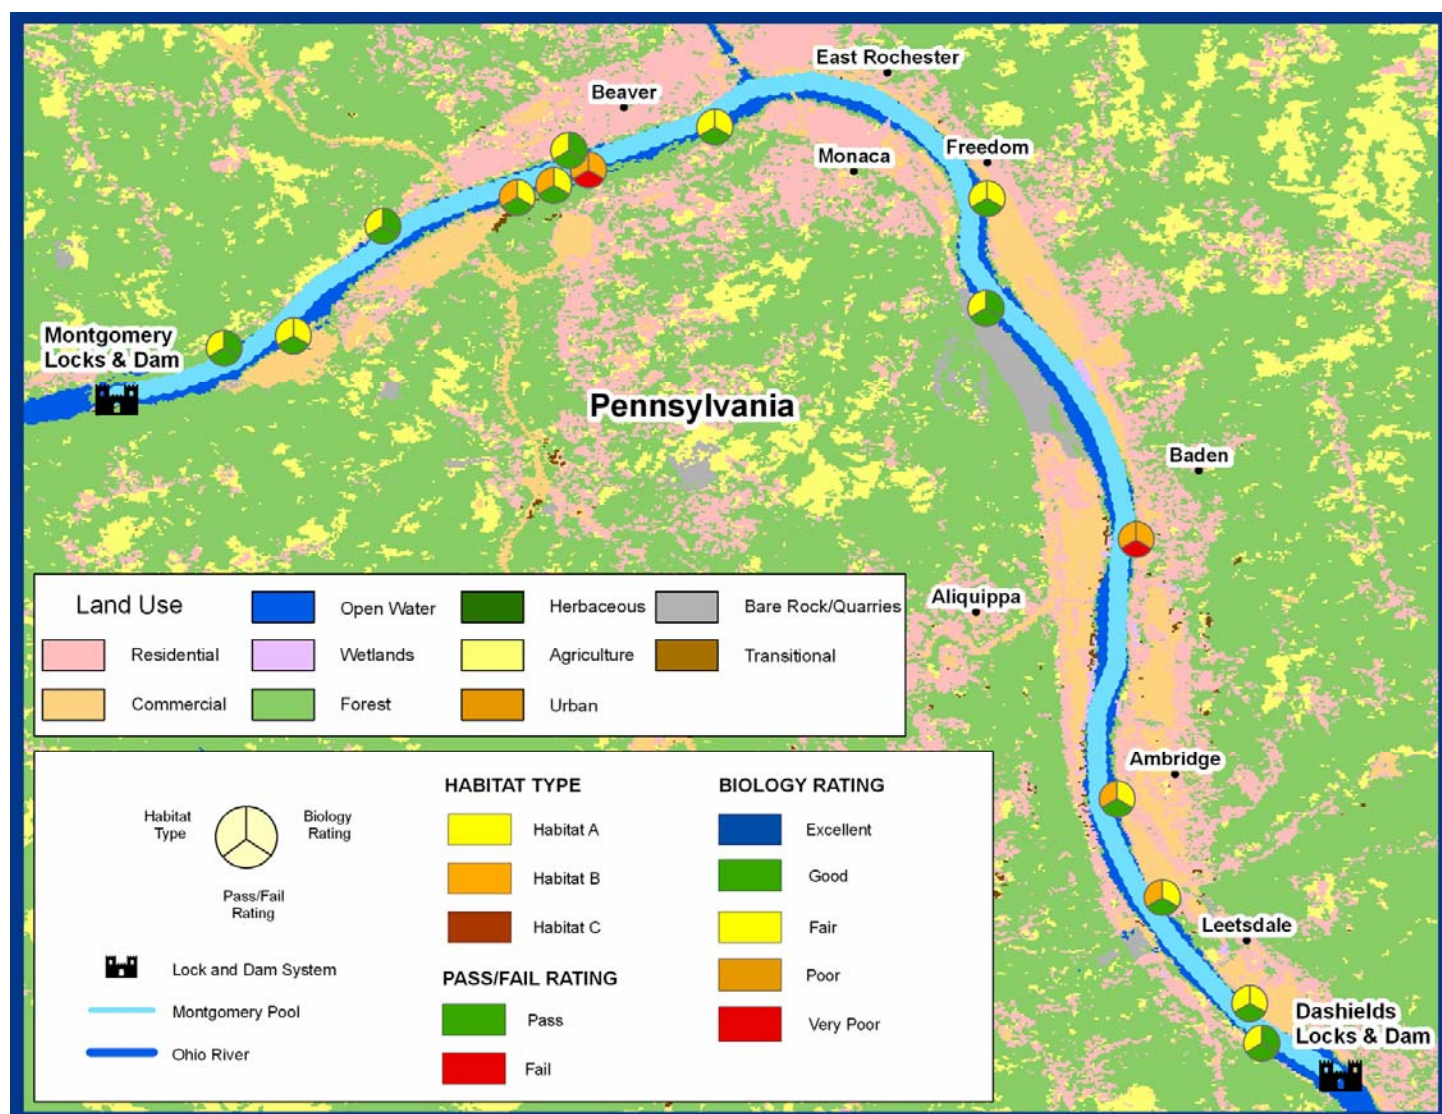 East Rochester
Beaver
Monaca
Freedom
Montgomery
Locks & Dam
Pennsylvania
Baden
Aliquippa
Ambridge
Leetsdale
Dashields
Locks & Dam
Land Use
Residential
Commercial
Open Water
Wetlands
Forest
Herbaceous
Agriculture
Urban
Bare Rock/Quarries
Transitional
Habitat
Type
Biology
Rating
Pass/Fail
Rating
Lock and Dam System
Montgomery Pool
Ohio River
HABITAT TYPE
Habitat A
Habitat B
Habitat C
PASS/FAIL RATING
Pass
Fail
BIOLOGY RATING
Excellent
Good
Fair
Poor
Very Poor